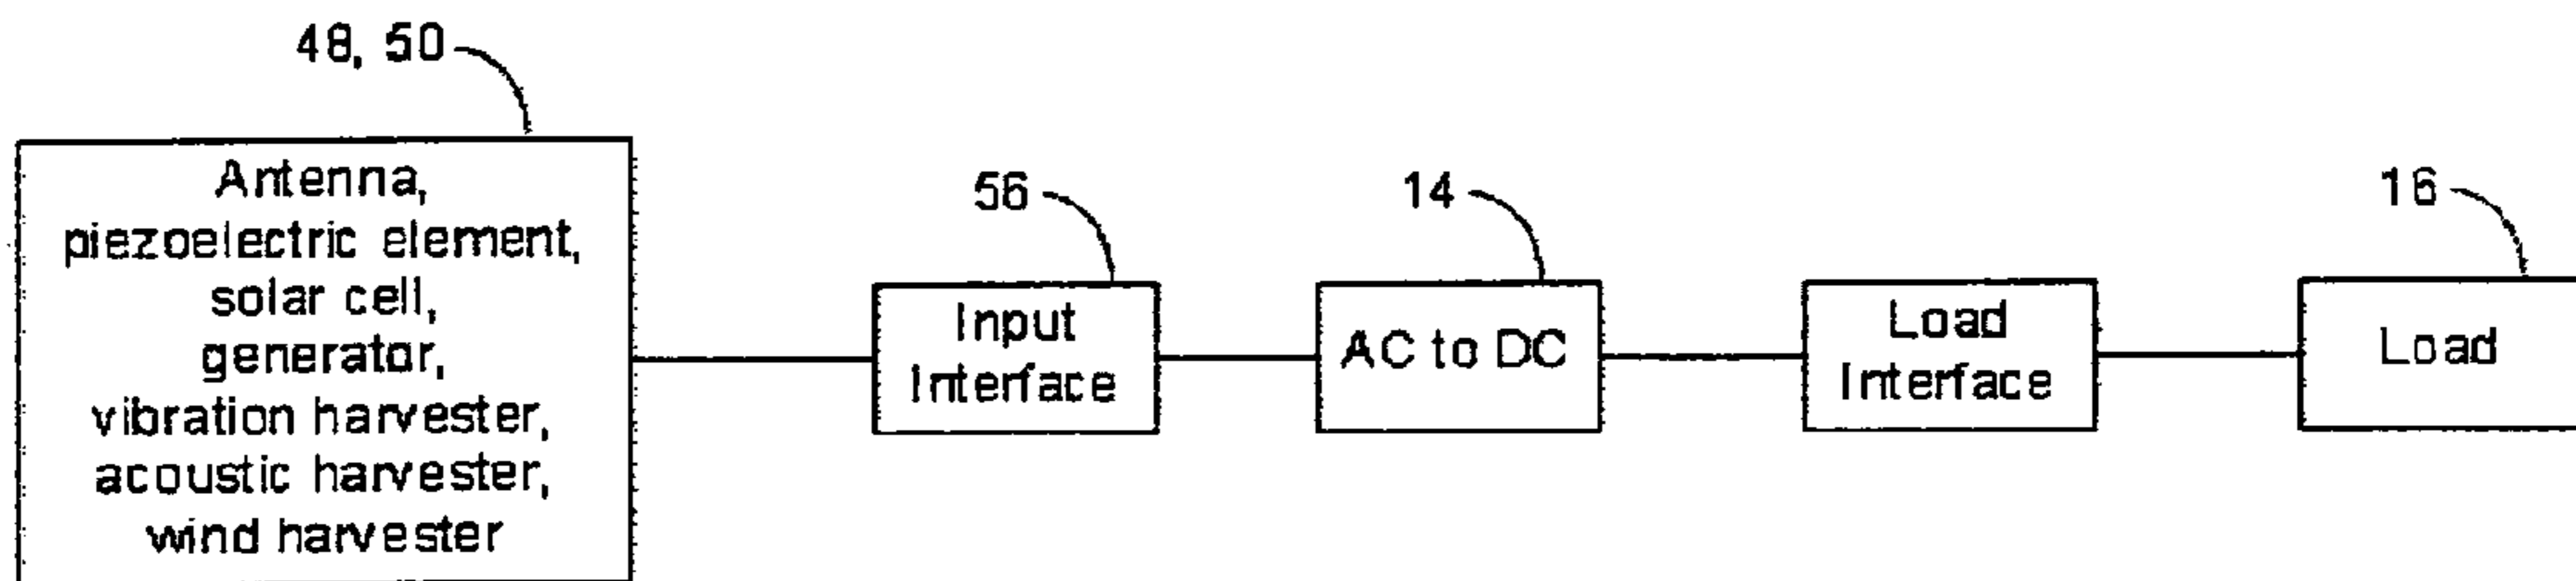 48, 50
Antenna,
piezoelectric element,
solar cell,
generator,
vibration harvester,
acoustic harvester,
wind harvester
56
Input
Interface
14
AC to DC
Load
Interface
16
Load